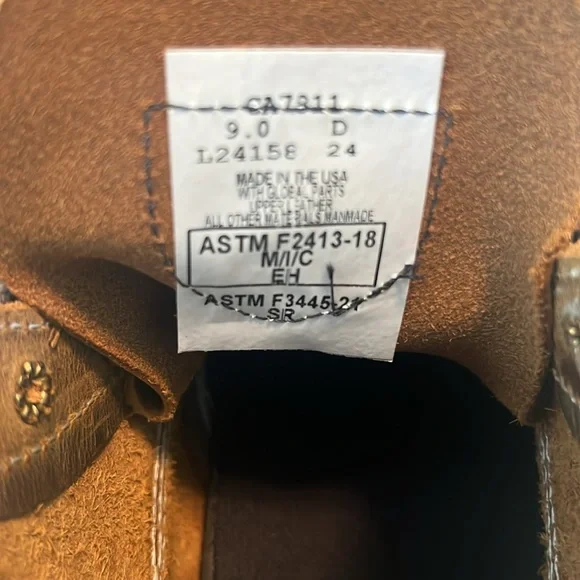 CA7811
9.0 D
L24158 24
MADE IN THE USA
WITH GLOBAL PARTS
UPPER LEATHER
ALL OTHER MATERIALS MANMADE
ASTM F2413-18
M/I/C
EH
ASTM F3445-21
SR